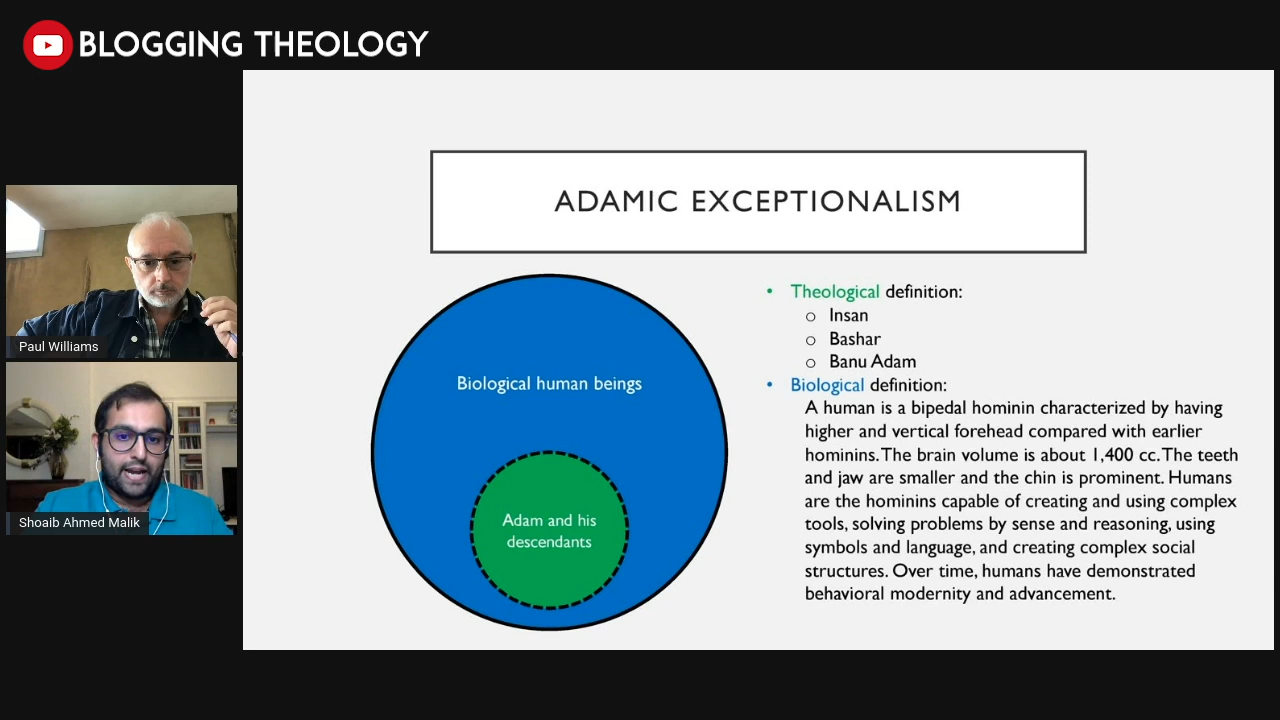 BLOGGING THEOLOGY
ADAMIC EXCEPTIONALISM
Biological human beings
Adam and his
descendants
• Theological definition:
o Insan
o Bashar
o Banu Adam
• Biological definition:
A human is a bipedal hominin characterized by having
higher and vertical forehead compared with earlier
hominins. The brain volume is about 1,400 cc. The teeth
and jaw are smaller and the chin is prominent. Humans
are the hominins capable of creating and using complex
tools, solving problems by sense and reasoning, using
symbols and language, and creating complex social
structures. Over time, humans have demonstrated
behavioral modernity and advancement.
Paul Williams
Shoaib Ahmed Malik